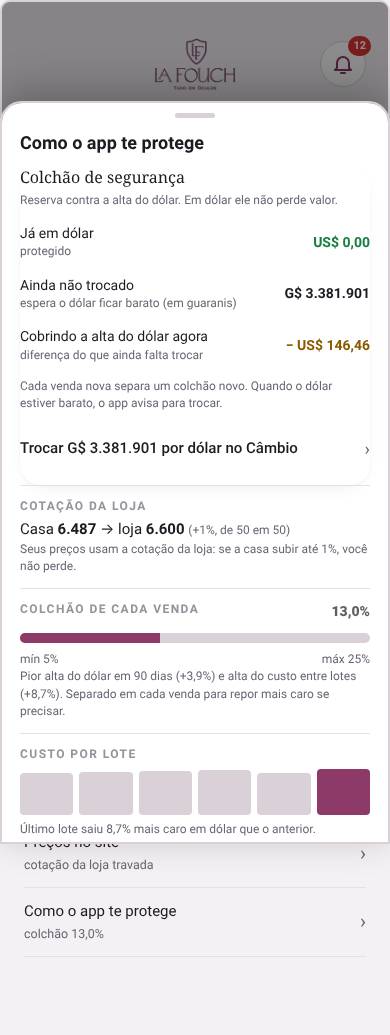 LF
LA FOUCH
12
Como o app te protege
Colchão de segurança
Reserva contra a alta do dólar. Em dólar ele não perde valor.
Já em dólar
protegido
US$ 0,00
Ainda não trocado
espera o dólar ficar barato (em guaranis)
G$ 3.381.901
Cobrindo a alta do dólar agora
diferença do que ainda falta trocar
− US$ 146,46
Cada venda nova separa um colchão novo. Quando o dólar
estiver barato, o app avisa para trocar.
Trocar G$ 3.381.901 por dólar no Câmbio ›
COTAÇÃO DA LOJA
Casa 6.487 → loja 6.600 (+1%, de 50 em 50)
Seus preços usam a cotação da loja: se a casa subir até 1%, você
não perde.
COLCHÃO DE CADA VENDA
13,0%
mín 5%
máx 25%
Pior alta do dólar em 90 dias (+3,9%) e alta do custo entre lotes
(+8,7%). Separado em cada venda para repor mais caro se
precisar.
CUSTO POR LOTE
Último lote saiu 8,7% mais caro em dólar que o anterior.
Preços no site
cotação da loja travada
›
Como o app te protege
colchão 13,0%
›